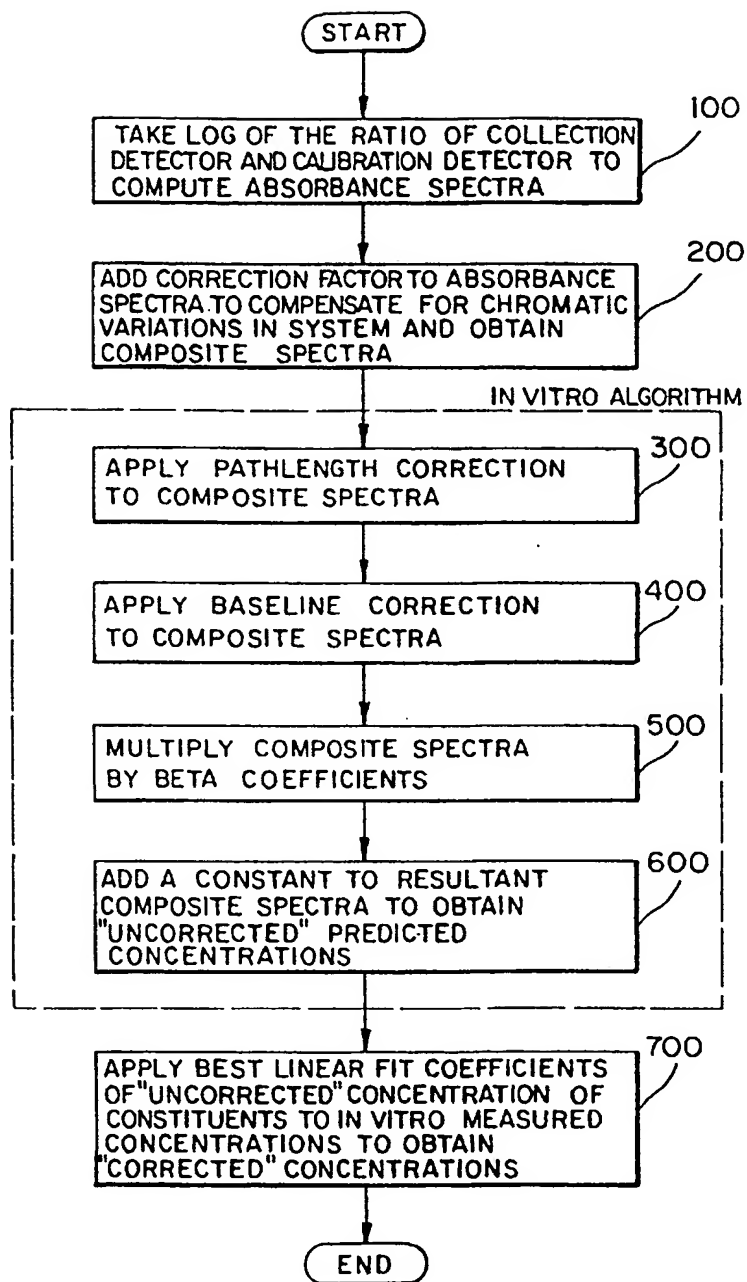 START
100
TAKE LOG OF THE RATIO OF COLLECTION
DETECTOR AND CALIBRATION DETECTOR TO
COMPUTE ABSORBANCE SPECTRA
200
ADD CORRECTION FACTOR TO ABSORBANCE
SPECTRA TO COMPENSATE FOR CHROMATIC
VARIATIONS IN SYSTEM AND OBTAIN
COMPOSITE SPECTRA
IN VITRO ALGORITHM
300
APPLY PATHLENGTH CORRECTION
TO COMPOSITE SPECTRA
400
APPLY BASELINE CORRECTION
TO COMPOSITE SPECTRA
500
MULTIPLY COMPOSITE SPECTRA
BY BETA COEFFICIENTS
600
ADD A CONSTANT TO RESULTANT
COMPOSITE SPECTRA TO OBTAIN
"UNCORRECTED" PREDICTED
CONCENTRATIONS
700
APPLY BEST LINEAR FIT COEFFICIENTS
OF "UNCORRECTED" CONCENTRATION OF
CONSTITUENTS TO IN VITRO MEASURED
CONCENTRATIONS TO OBTAIN
"CORRECTED" CONCENTRATIONS
END